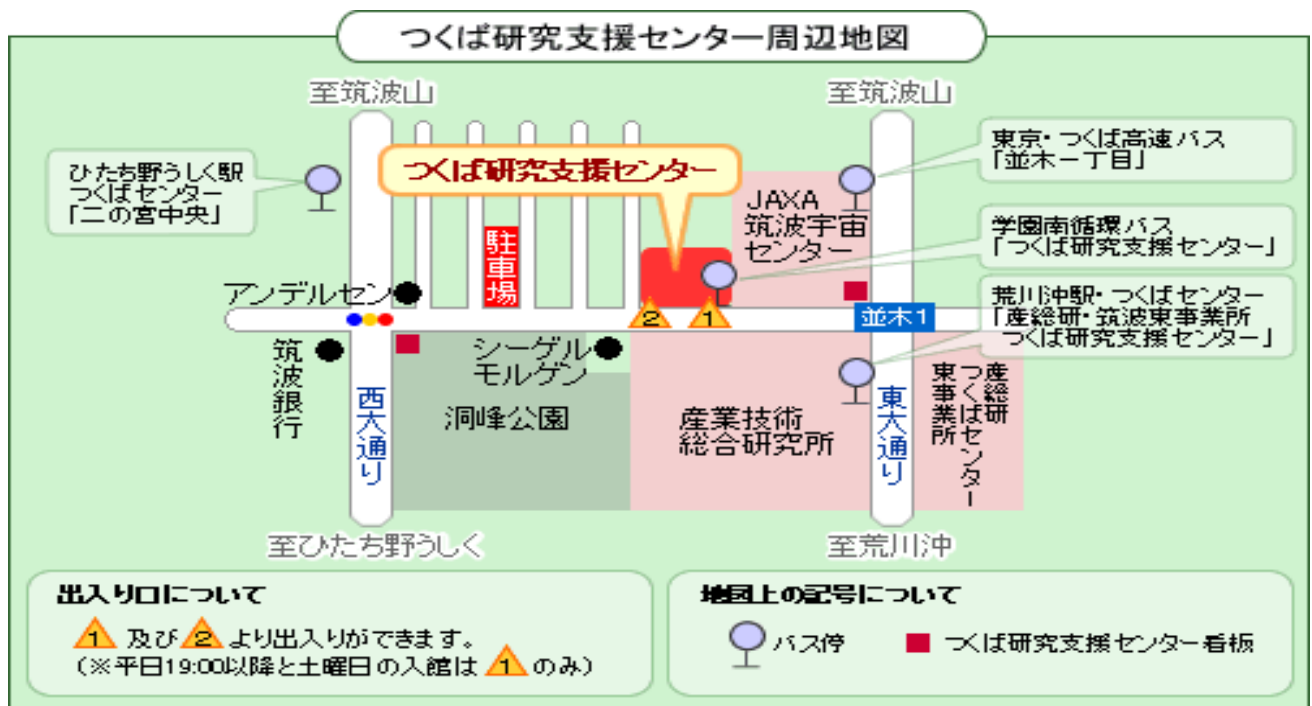 つくば研究支援センター周辺地図
至筑波山
至筑波山
ひたち野うしく駅
つくばセンター
「二の宮中央」
つくば研究支援センター
東京・つくば高速バス
「並木一丁目」
JAXA
筑波宇宙
センター
学園南循環バス
「つくば研究支援センター」
駐車場
アンデルセン
荒川沖駅・つくばセンター
「産総研・筑波東事業所
つくば研究支援センター」
2
1
並木1
筑波銀行
シーゲル
モルゲン
西大通り
洞峰公園
産業技術
総合研究所
東大通り
産総研
つくばセンター
東事業所
至ひたち野うしく
至荒川沖
出入り口について
1 及び 2 より出入りができます。
(※平日19:00以降と土曜日の入館は 1 のみ)
地図上の記号について
バス停
つくば研究支援センター看板